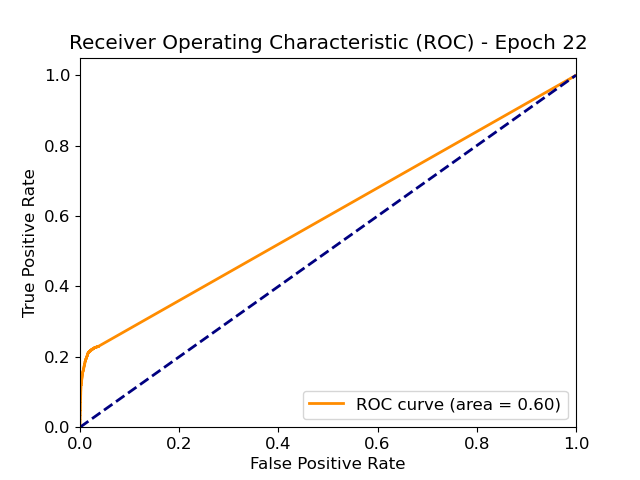 Receiver Operating Characteristic (ROC) - Epoch 22
1.0
0.8
0.6
0.4
0.2
0.0
True Positive Rate
ROC curve (area = 0.60)
0.0 0.2 0.4 0.6 0.8 1.0
False Positive Rate